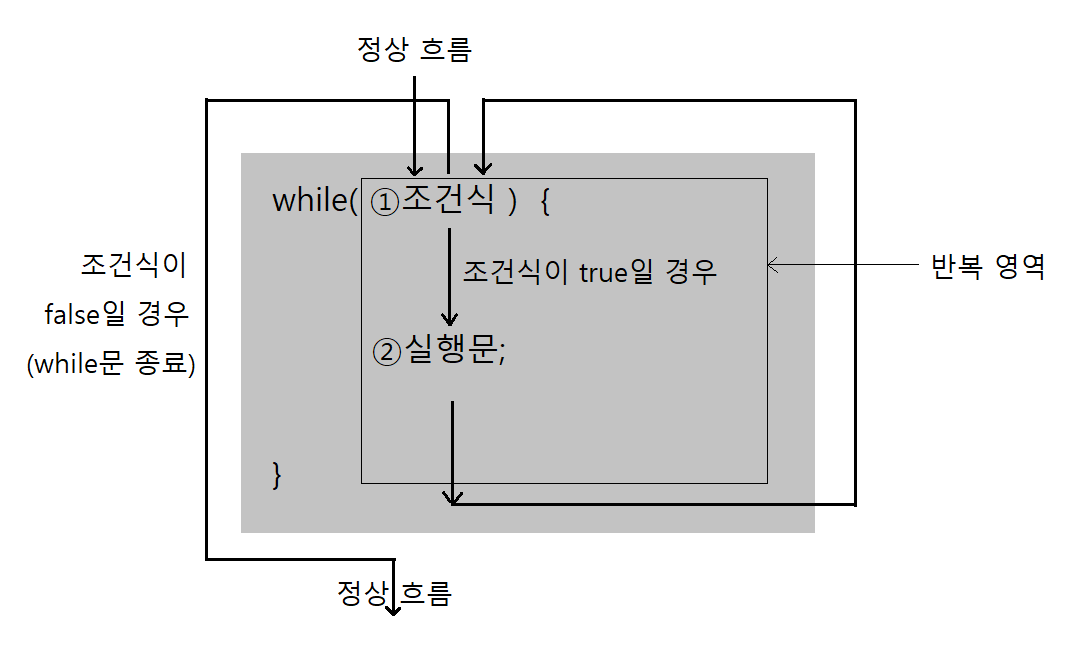 정상 흐름
while( ①조건식 ) {
조건식이
false일 경우
(while문 종료)
조건식이 true일 경우
반복 영역
②실행문;
}
정상 흐름